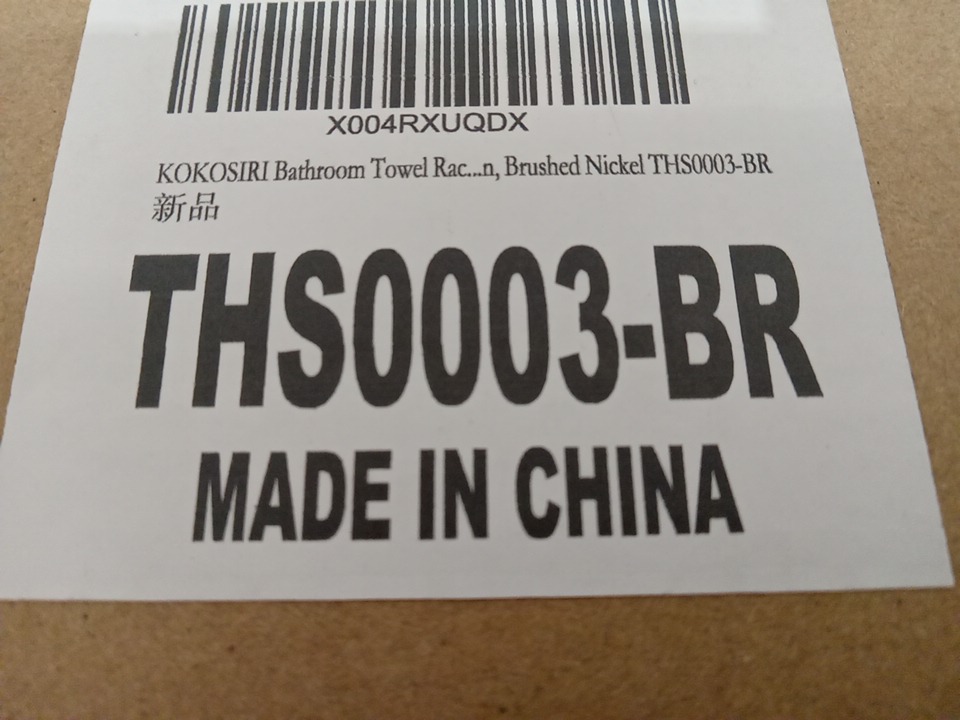 X004RXUQDX
KOKOSIRI Bathroom Towel Rac...n, Brushed Nickel THS0003-BR
新品
THS0003-BR
MADE IN CHINA